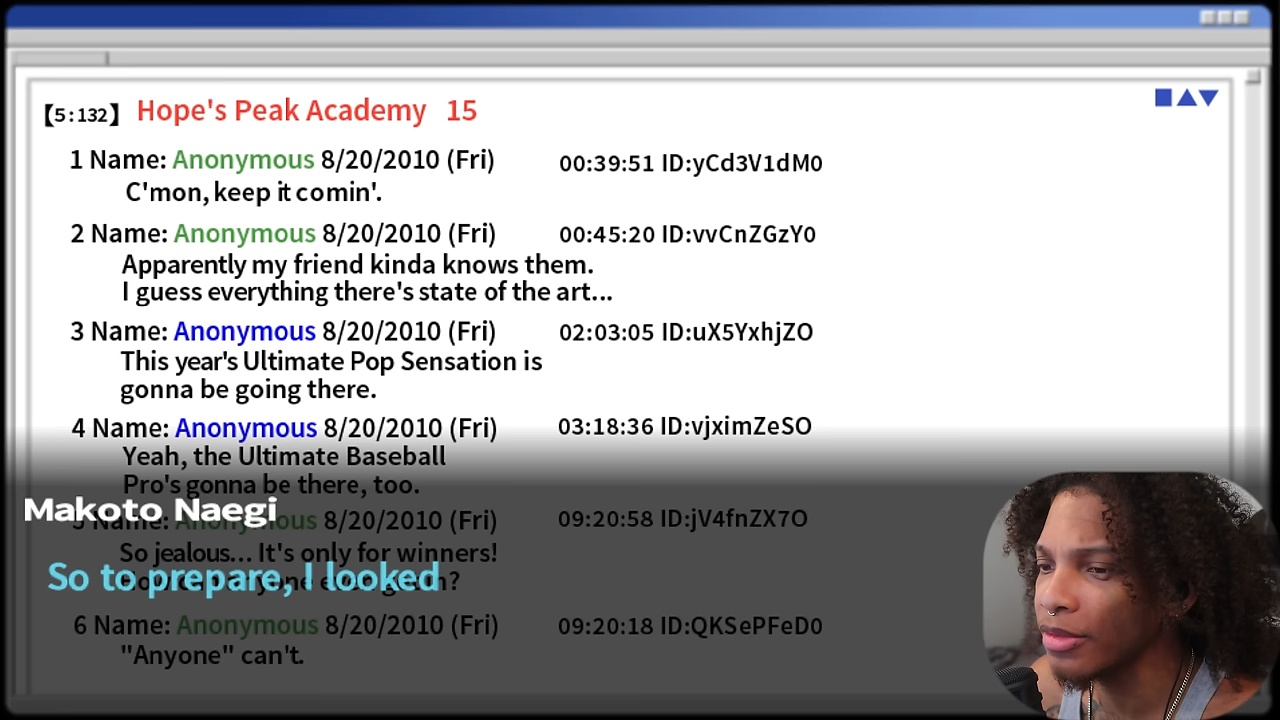 【5:132】 Hope's Peak Academy 15
1 Name: Anonymous 8/20/2010 (Fri) 00:39:51 ID:yCd3V1dM0
C'mon, keep it comin'.
2 Name: Anonymous 8/20/2010 (Fri) 00:45:20 ID:vvCnZGzY0
Apparently my friend kinda knows them.
I guess everything there's state of the art...
3 Name: Anonymous 8/20/2010 (Fri) 02:03:05 ID:uX5YxhjZO
This year's Ultimate Pop Sensation is
gonna be going there.
4 Name: Anonymous 8/20/2010 (Fri) 03:18:36 ID:vjximZeSO
Yeah, the Ultimate Baseball
Pro's gonna be there, too.
Makoto Naegi
5 Name: Anonymous 8/20/2010 (Fri) 09:20:58 ID:jV4fnZX7O
So jealous... It's only for winners!
So to prepare, I looked
6 Name: Anonymous 8/20/2010 (Fri) 09:20:18 ID:QKSePFeD0
"Anyone" can't.